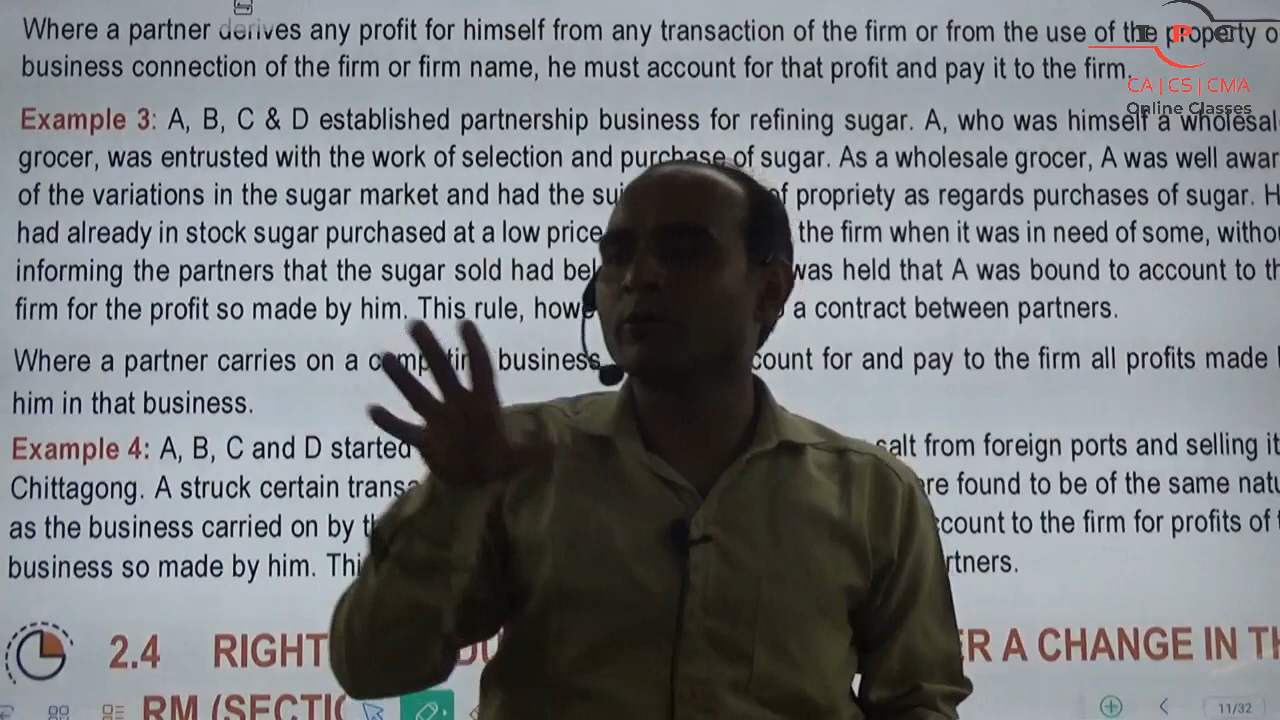 Where a partner derives any profit for himself from any transaction of the firm or from the use of the property o
business connection of the firm or firm name, he must account for that profit and pay it to the firm.
IPC
CA | CS | CMA
Online Classes
Example 3: A, B, C & D established partnership business for refining sugar. A, who was himself a wholesal
grocer, was entrusted with the work of selection and purchase of sugar. As a wholesale grocer, A was well awar
of the variations in the sugar market and had the of propriety as regards purchases of sugar. H
had already in stock sugar purchased at a low price the firm when it was in need of some, witho
informing the partners that the sugar sold had was held that A was bound to account to th
firm for the profit so made by him. This rule, a contract between partners.
Where a partner carries on a business for and pay to the firm all profits made
him in that business.
Example 4: A, B, C and D started salt from foreign ports and selling it
Chittagong. A struck certain found to be of the same natu
as the business carried on by to the firm for profits of
business so made by him.
2.4 RIGHT A CHANGE IN TH
RM
11/32